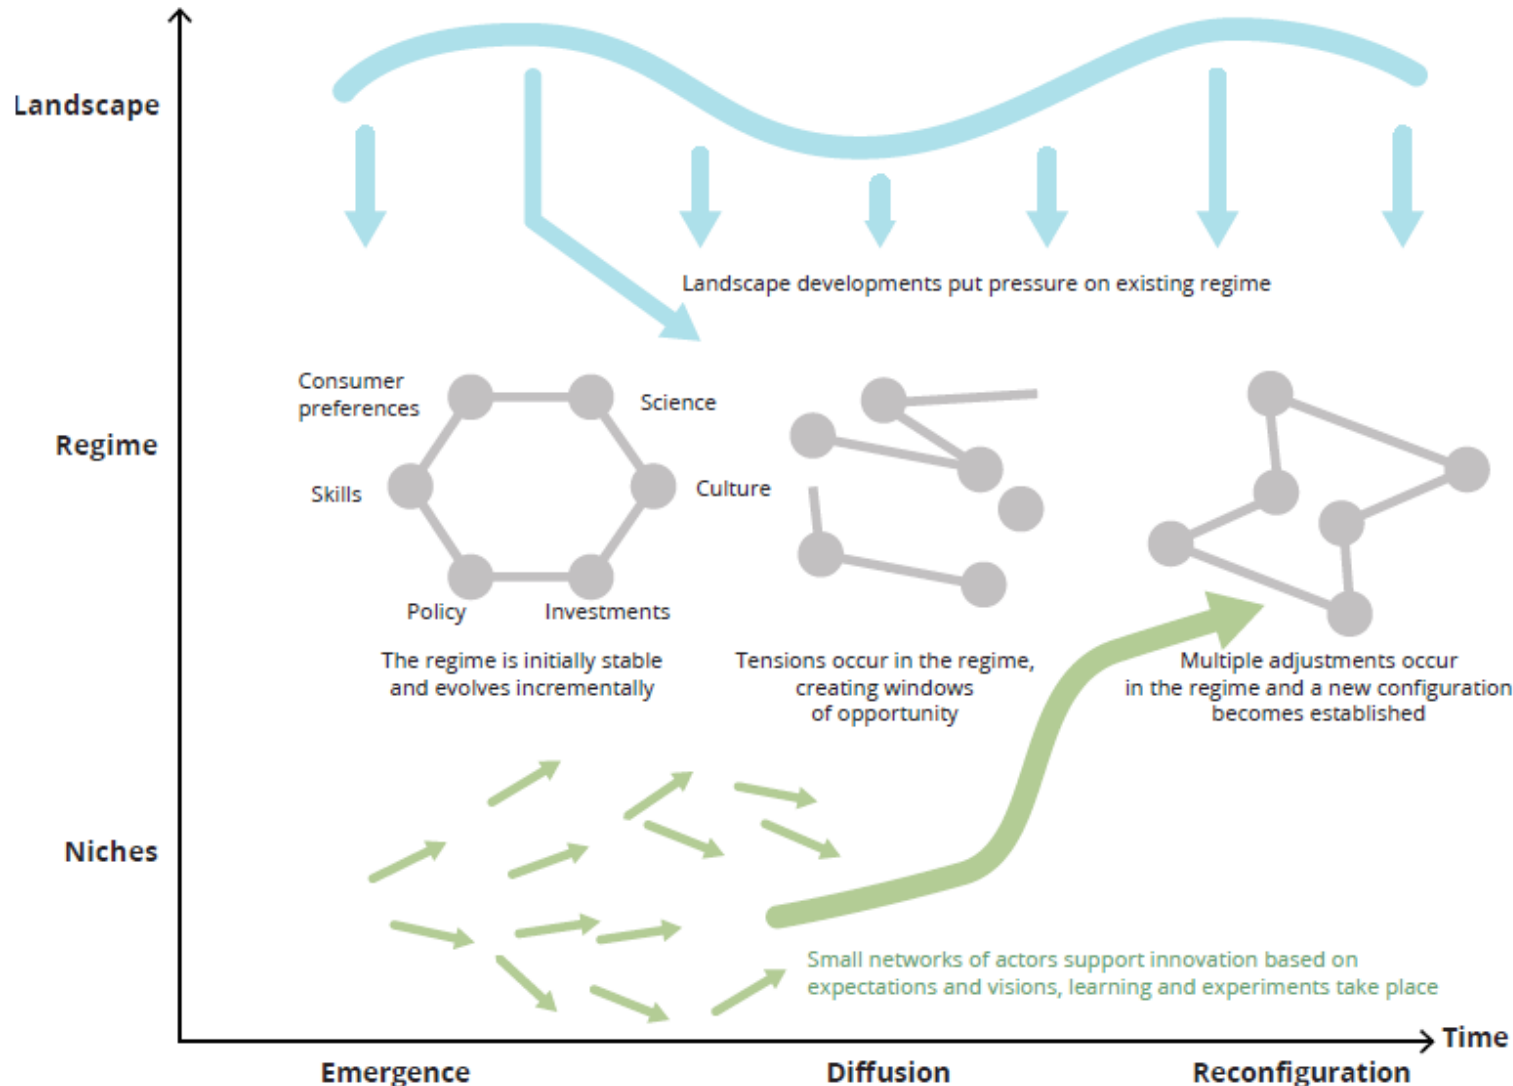 Landscape
Landscape developments put pressure on existing regime
Consumer
preferences
Science
Regime
Skills
Culture
Policy
Investments
The regime is initially stable
and evolves incrementally
Tensions occur in the regime,
creating windows
of opportunity
Multiple adjustments occur
in the regime and a new configuration
becomes established
Niches
Small networks of actors support innovation based on
expectations and visions, learning and experiments take place
Time
Emergence
Diffusion
Reconfiguration